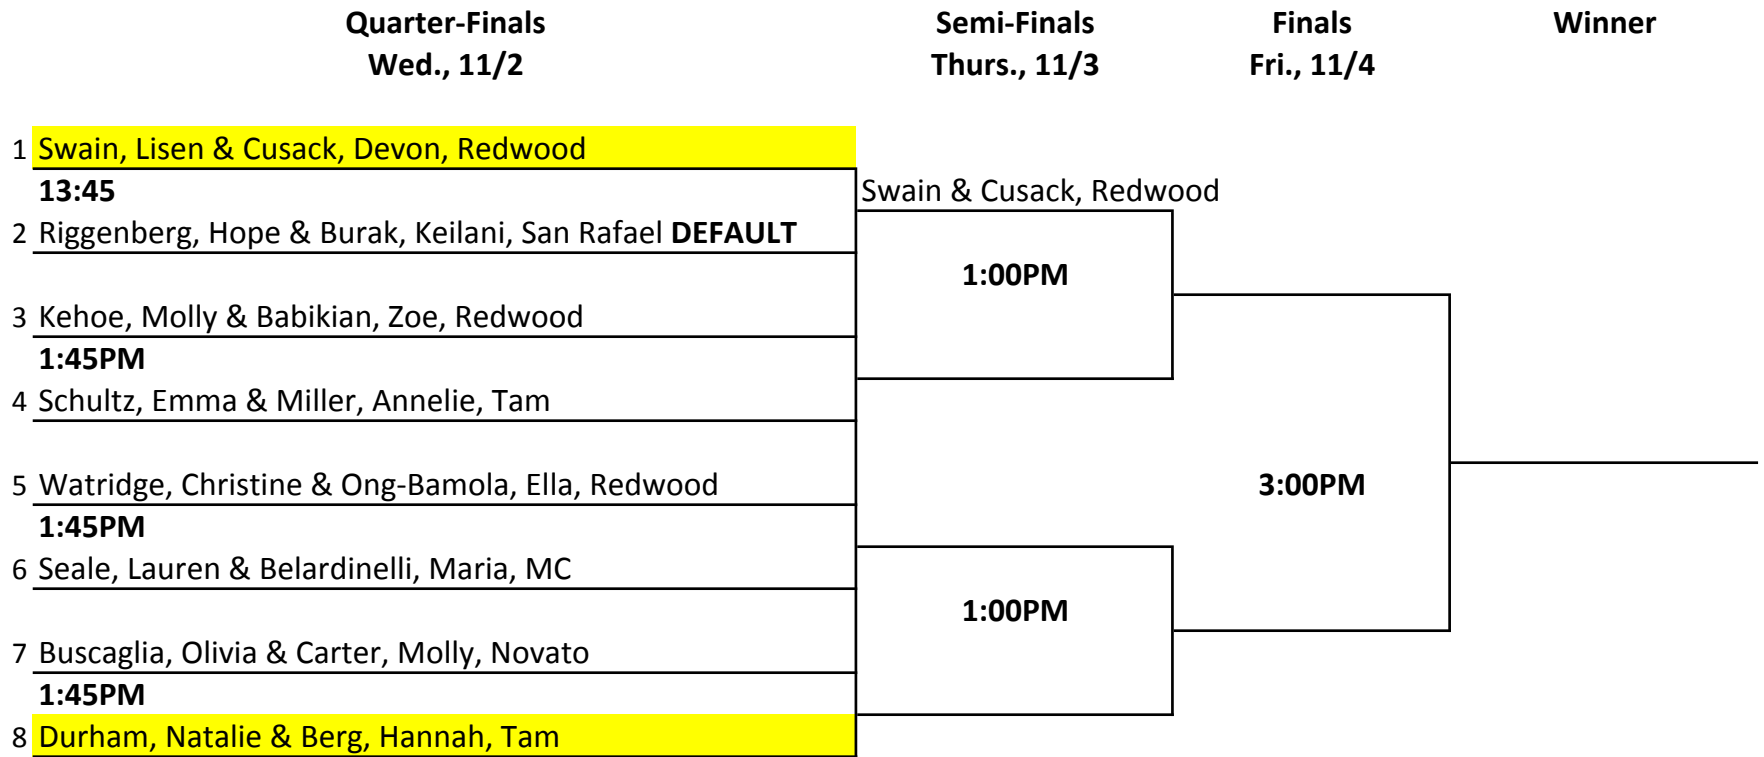 Quarter-Finals Semi-Finals Finals Winner
Wed., 11/2 Thurs., 11/3 Fri., 11/4
1 Swain, Lisen & Cusack, Devon, Redwood
13:45 Swain & Cusack, Redwood
2 Riggenberg, Hope & Burak, Keilani, San Rafael DEFAULT
1:00PM
3 Kehoe, Molly & Babikian, Zoe, Redwood
1:45PM
4 Schultz, Emma & Miller, Annelie, Tam
5 Watridge, Christine & Ong-Bamola, Ella, Redwood 3:00PM
1:45PM
6 Seale, Lauren & Belardinelli, Maria, MC
1:00PM
7 Buscaglia, Olivia & Carter, Molly, Novato
1:45PM
8 Durham, Natalie & Berg, Hannah, Tam